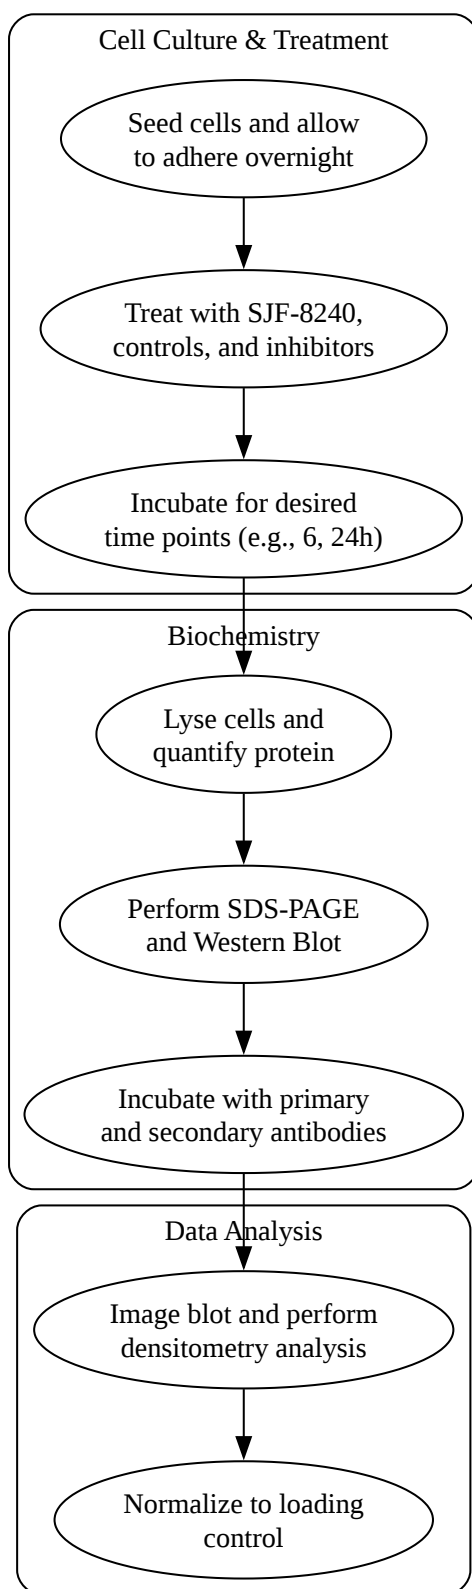 Cell Culture & Treatment
Seed cells and allow
to adhere overnight
Treat with SJF-8240,
controls, and inhibitors
Incubate for desired
time points (e.g., 6, 24h)
Biochemistry
Lyse cells and
quantify protein
Perform SDS-PAGE
and Western Blot
Incubate with primary
and secondary antibodies
Data Analysis
Image blot and perform
densitometry analysis
Normalize to loading
control